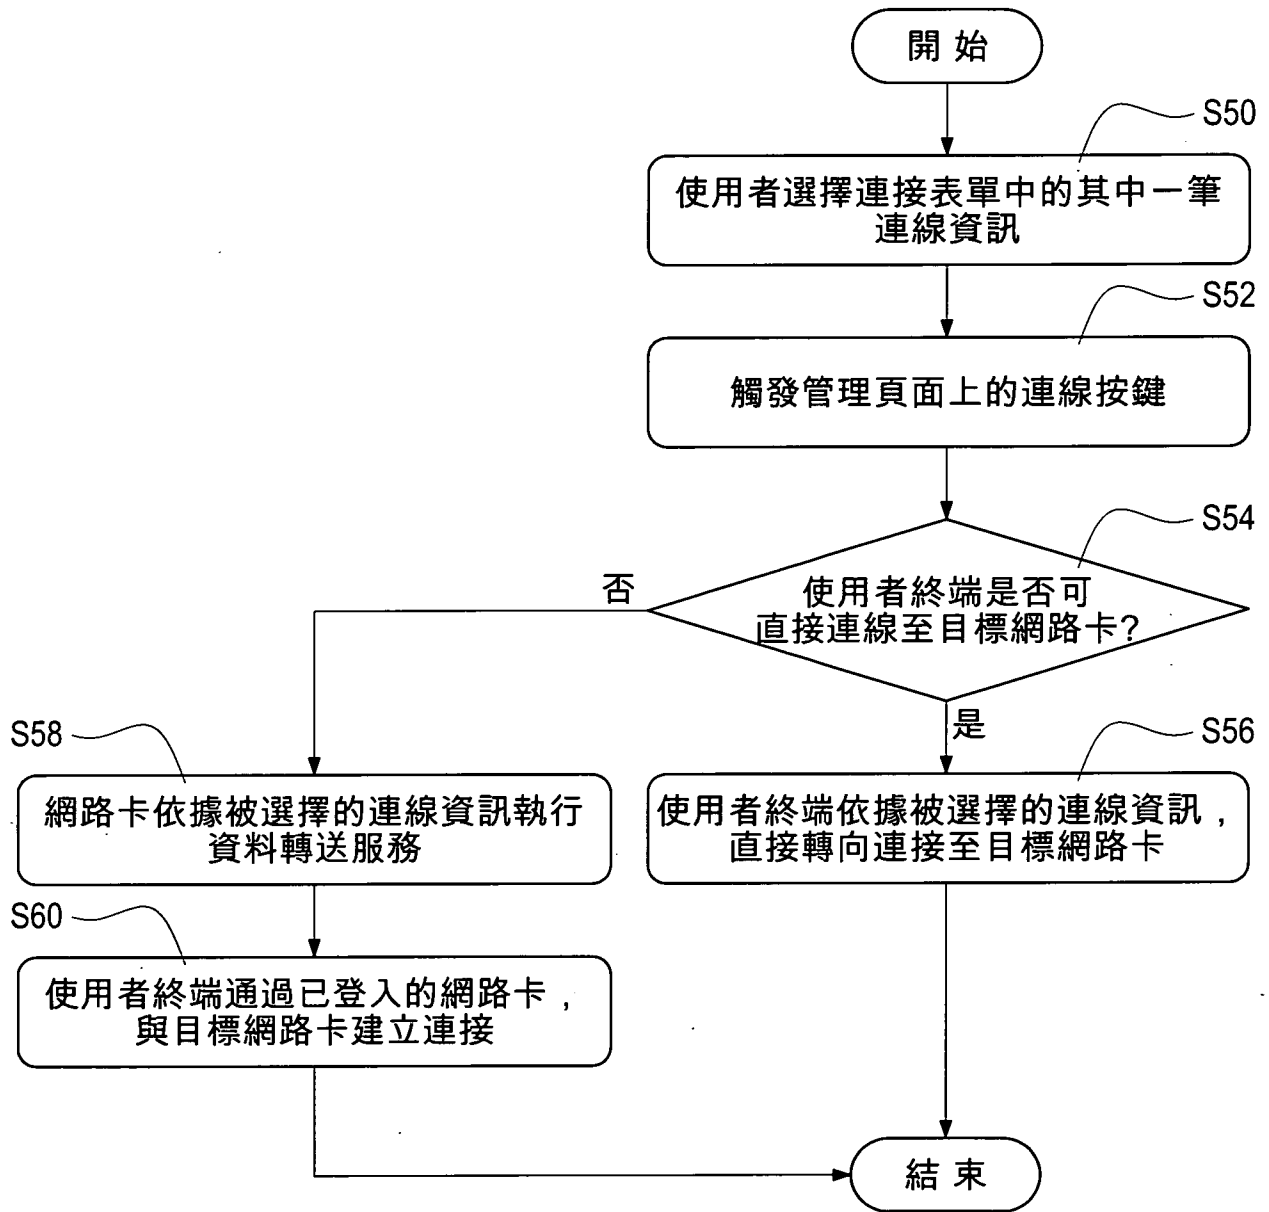 開始
S50
使用者選擇連接表單中的其中一筆
連線資訊
S52
觸發管理頁面上的連線按鍵
S54
使用者終端是否可
直接連線至目標網路卡?
否
是
S58
網路卡依據被選擇的連線資訊執行
資料轉送服務
S56
使用者終端依據被選擇的連線資訊,
直接轉向連接至目標網路卡
S60
使用者終端通過已登入的網路卡,
與目標網路卡建立連接
結束